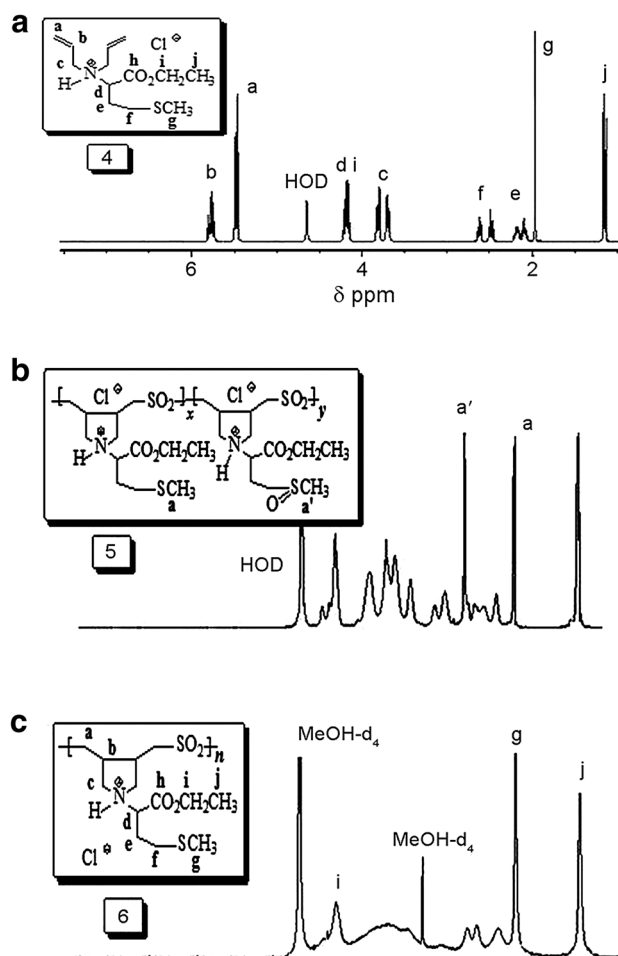 a
a
b
Cl ⊖
c
⊕
h
i
j
H-N
CO2CH2CH3
d
e
SCH3
f
g
4
g
j
a
b
HOD
d i
c
f
e
6
4
2
δ ppm
b
Cl ⊖
SO2
x
Cl ⊖
SO2
y
⊕
N
H
CO2CH2CH3
⊕
N
H
CO2CH2CH3
SCH3
a
SCH3
O
a'
5
HOD
a'
a
c
a
b
SO2
n
c
⊕
h
i
j
H-N
CO2CH2CH3
d
e
SCH3
Cl ⊖
f
g
6
MeOH-d4
i
MeOH-d4
g
j